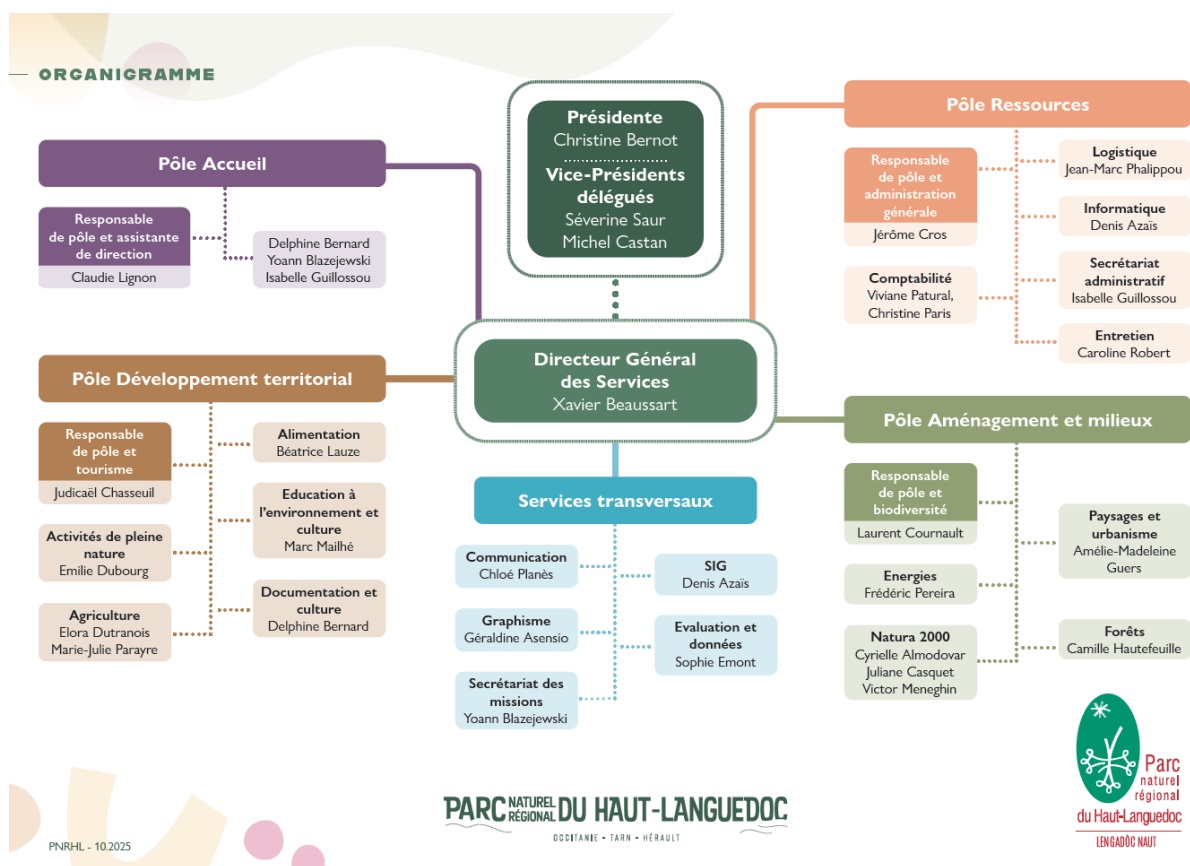 ORGANIGRAMME
Présidente
Christine Bernot
Vice-Présidents
délégués
Séverine Saur
Michel Castan
Directeur Général
des Services
Xavier Beaussart
Pôle Accueil
Responsable
de pôle et assistante
de direction
Claudie Lignon
Delphine Bernard
Yoann Blazejewski
Isabelle Guillossou
Pôle Ressources
Responsable
de pôle et
administration
générale
Jérôme Cros
Comptabilité
Viviane Patural,
Christine Paris
Logistique
Jean-Marc Phalippou
Informatique
Denis Azaïs
Secrétariat
administratif
Isabelle Guillossou
Entretien
Caroline Robert
Pôle Développement territorial
Responsable
de pôle et
tourisme
Judicaël Chasseuil
Activités de pleine
nature
Emilie Dubourg
Agriculture
Elora Dutranois
Marie-Julie Parayre
Alimentation
Béatrice Lauze
Education à
l'environnement et
culture
Marc Mailhé
Documentation et
culture
Delphine Bernard
Services transversaux
Communication
Chloé Planès
Graphisme
Géraldine Asensio
Secrétariat des
missions
Yoann Blazejewski
SIG
Denis Azaïs
Evaluation et
données
Sophie Emont
Pôle Aménagement et milieux
Responsable
de pôle et
biodiversité
Laurent Cournault
Energies
Frédéric Pereira
Natura 2000
Cyrielle Almodovar
Juliane Casquet
Victor Meneghin
Paysages et
urbanisme
Amélie-Madeleine
Guers
Forêts
Camille Hautefeuille
PNRHL - 10.2025
PARC NATUREL RÉGIONAL DU HAUT-LANGUEDOC
OCCITANIE - TARN - HÉRAULT
Parc
naturel
régional
du Haut-Languedoc
LENGADÒC NAUT